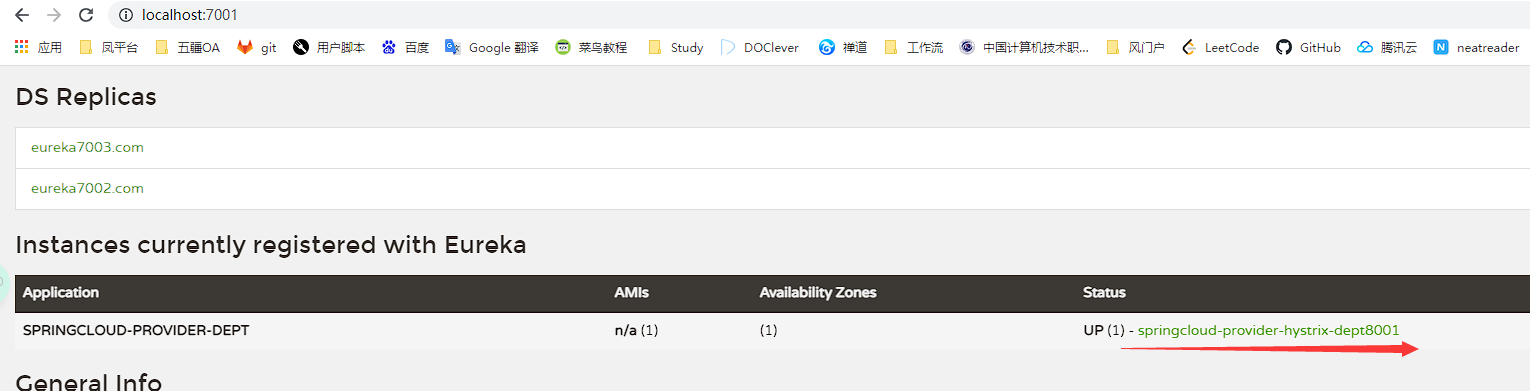 localhost:7001
应用 凤平台 五疆OA git 用户脚本 百度 Google 翻译 菜鸟教程 Study DOClever 禅道 工作流 中国计算机技术职... 风门户 LeetCode GitHub 腾讯云 neatreader
DS Replicas
eureka7003.com
eureka7002.com
Instances currently registered with Eureka
Application AMIs Availability Zones Status
SPRINGCLOUD-PROVIDER-DEPT n/a (1) (1) UP (1) - springcloud-provider-hystrix-dept8001
General Info